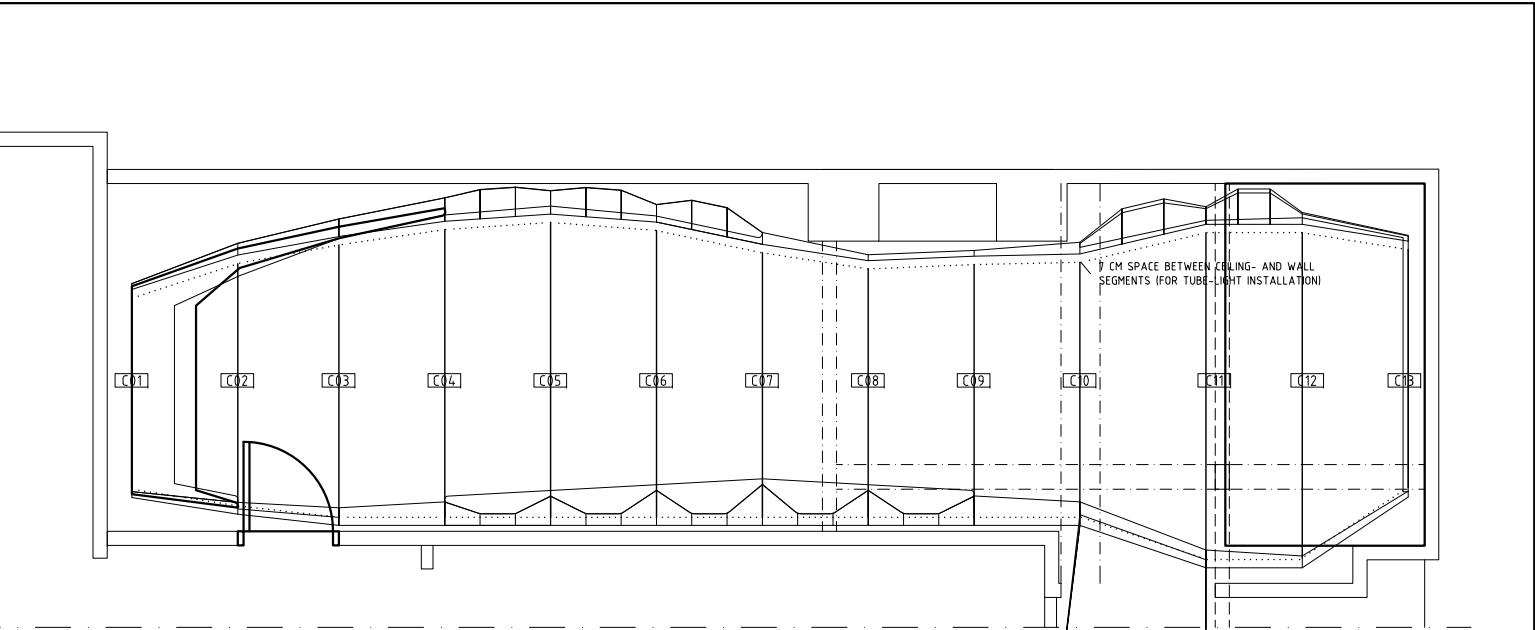 7 CM SPACE BETWEEN CEILING- AND WALL
SEGMENTS (FOR TUBE-LIGHT INSTALLATION)
C01 C02 C03 C04 C05 C06 C07 C08 C09 C10 C11 C12 C13